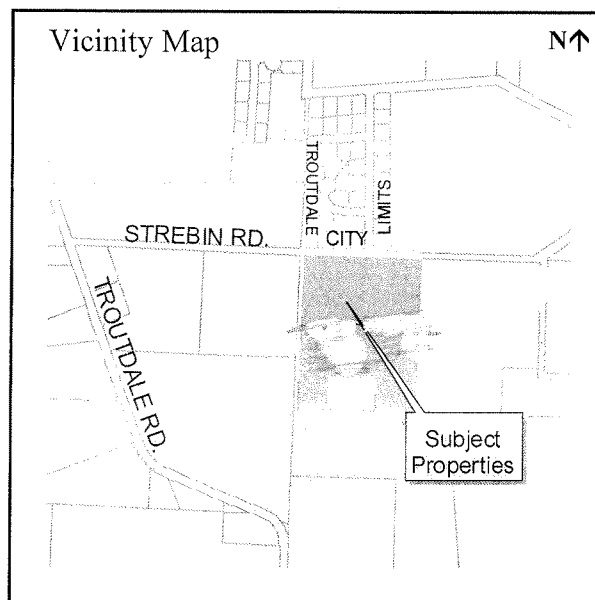 Vicinity Map
N↑
TROUTDALE
CITY
LIMITS
STREBIN RD.
TROUTDALE RD.
Subject
Properties